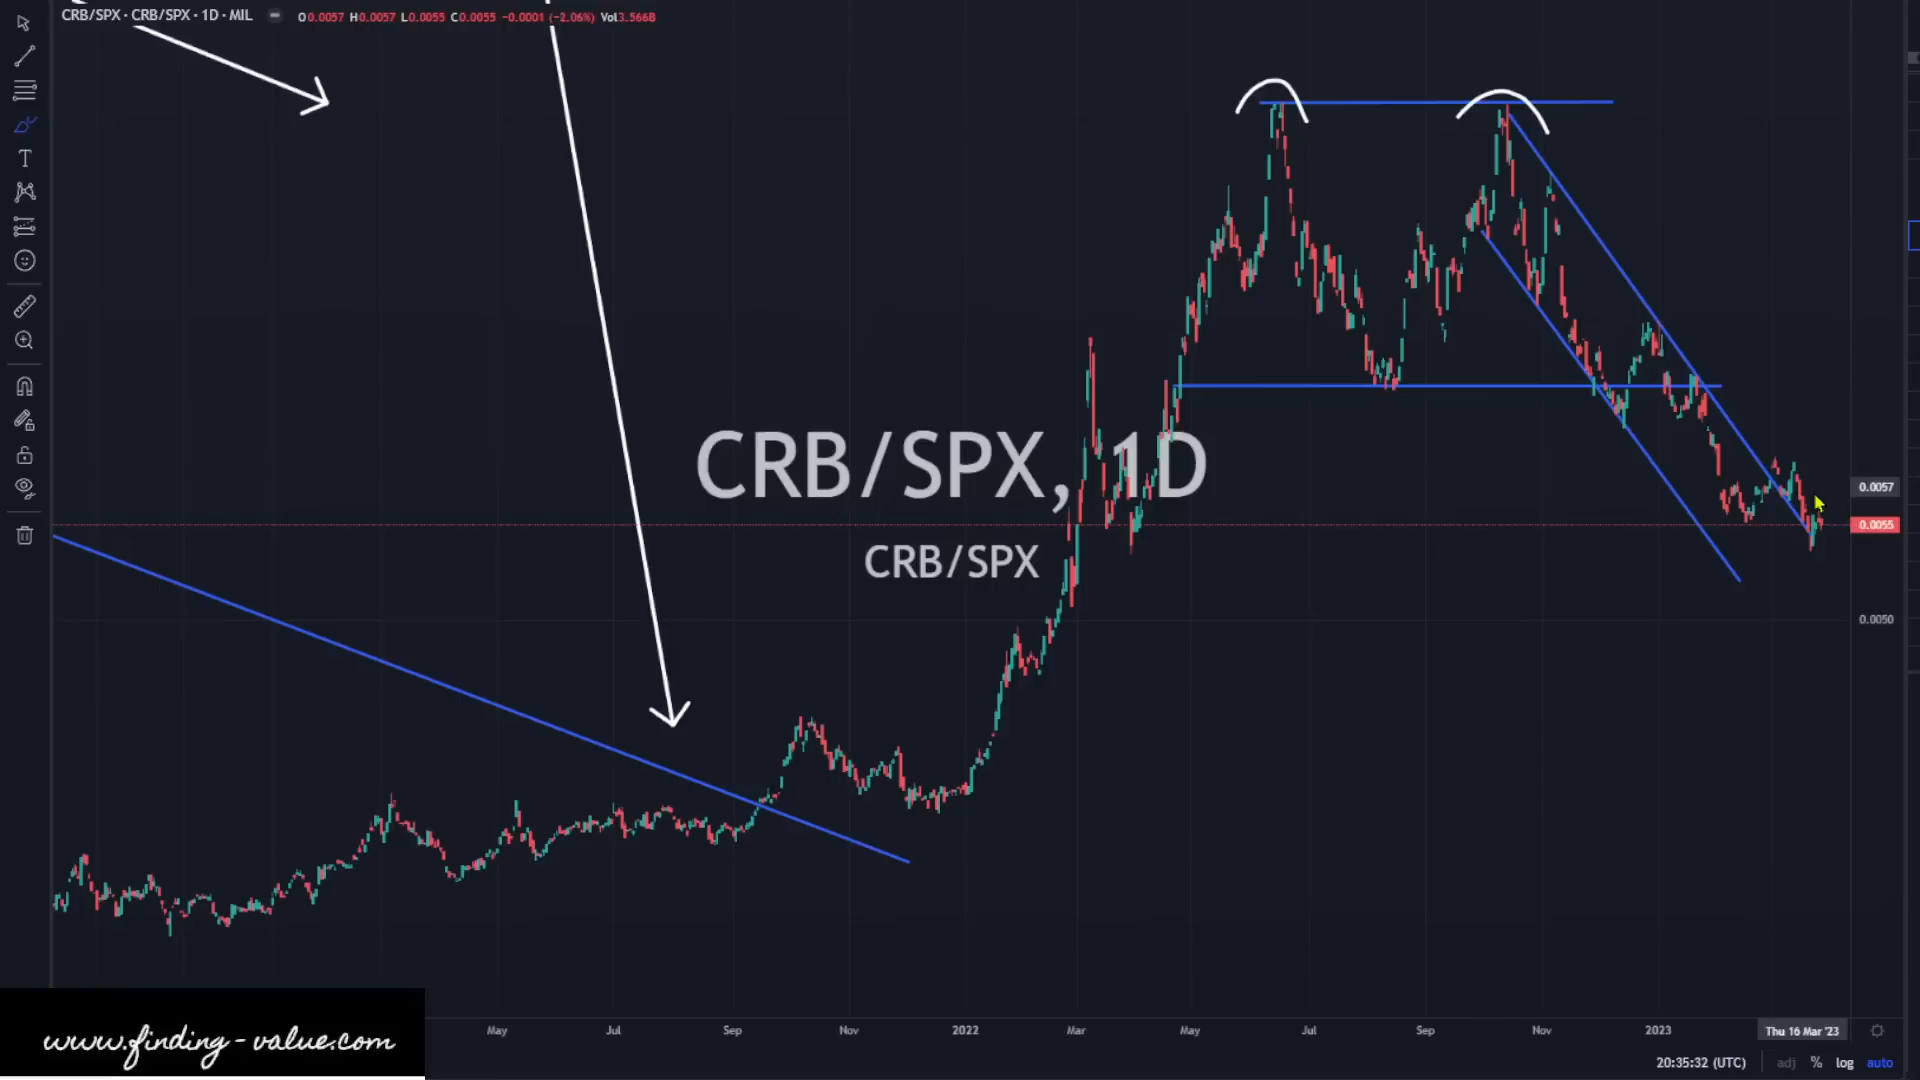 CRB/SPX · CRB/SPX · 1D · MIL O0.0057 H0.0057 L0.0055 C0.0055 -0.0001 (-2.06%) Vol3.566B
CRB/SPX, 1D
CRB/SPX
0.0057
0.0055
0.0050
May Jul Sep Nov 2022 Mar May Jul Sep Nov 2023 Thu 16 Mar '23
www.finding-value.com
20:35:32 (UTC) adj % log auto